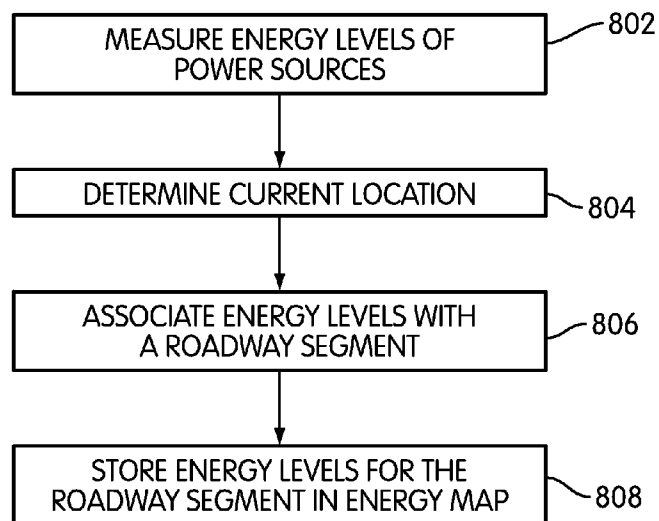 MEASURE ENERGY LEVELS OF
POWER SOURCES
802
DETERMINE CURRENT LOCATION
804
ASSOCIATE ENERGY LEVELS WITH
A ROADWAY SEGMENT
806
STORE ENERGY LEVELS FOR THE
ROADWAY SEGMENT IN ENERGY MAP
808